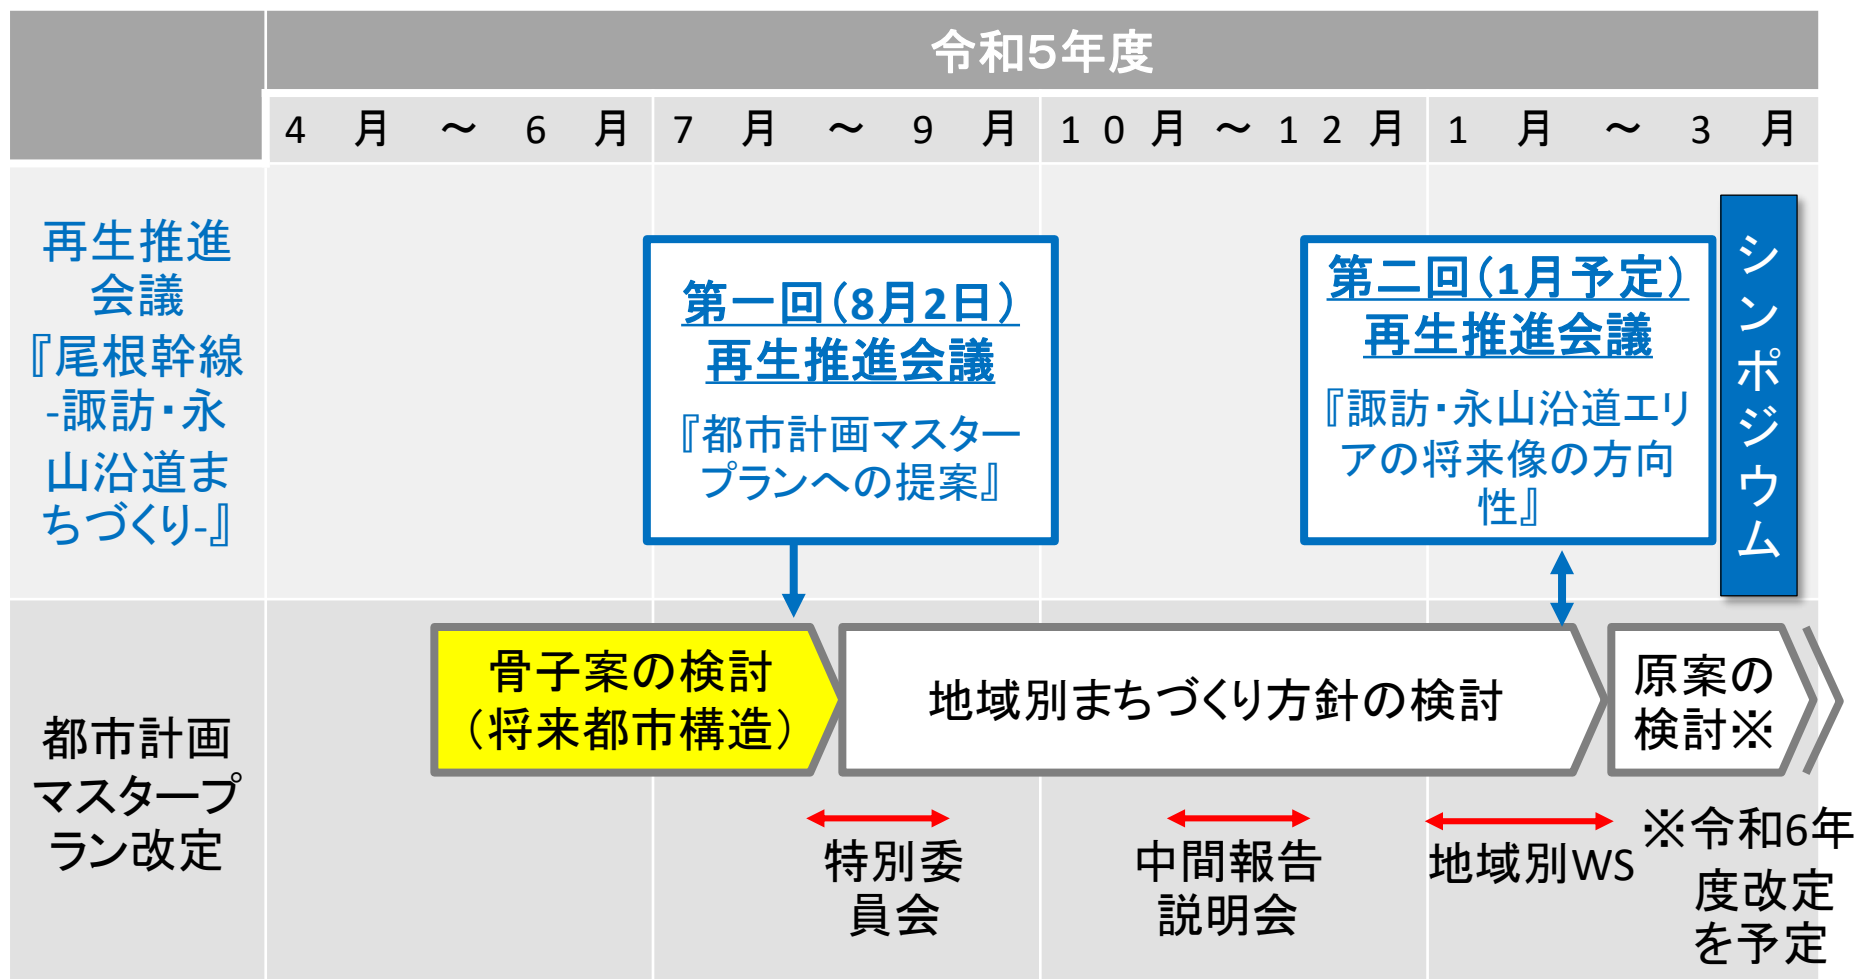 令和５年度
4月～6月
7月～9月
10月～12月
1月～3月
再生推進
会議
『尾根幹線
-諏訪・永
山沿道ま
ちづくり-』
第一回（8月2日）
再生推進会議
『都市計画マスター
プランへの提案』
第二回（1月予定）
再生推進会議
『諏訪・永山沿道エリ
アの将来像の方向
性』
シンポジウム
都市計画
マスタープ
ラン改定
骨子案の検討
（将来都市構造）
地域別まちづくり方針の検討
原案の
検討※
特別委
員会
中間報告
説明会
地域別WS
※令和6年
度改定
を予定